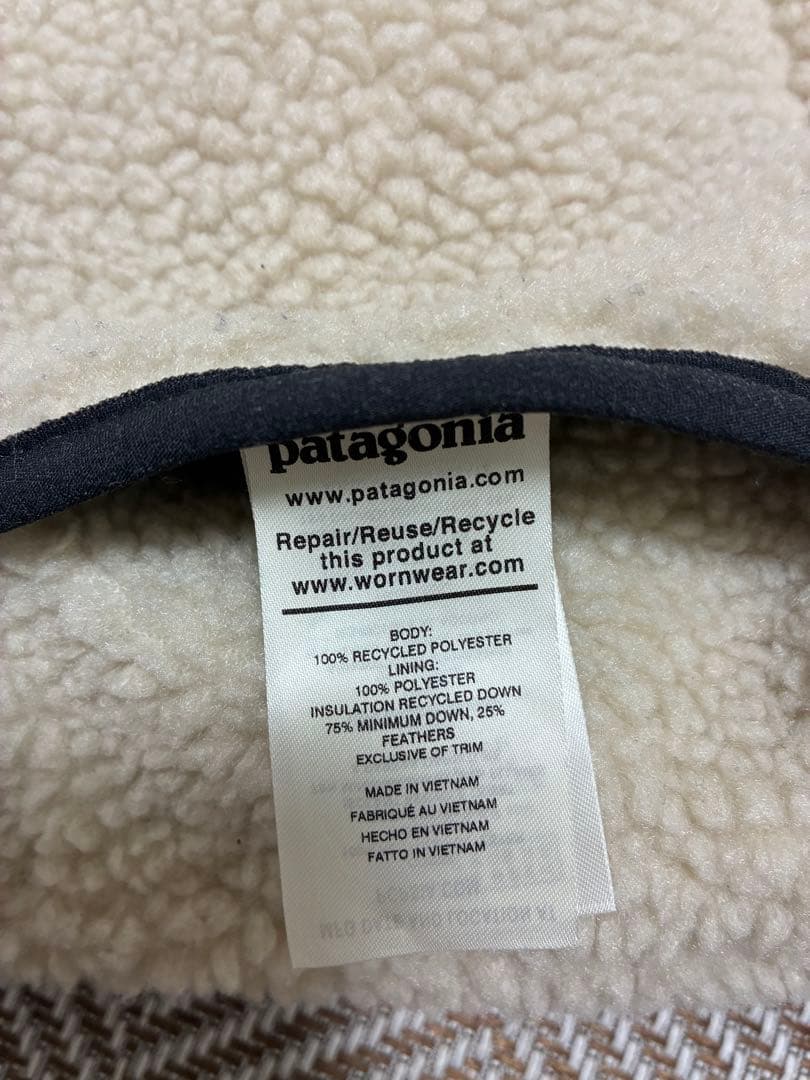 patagonia
www.patagonia.com
Repair/Reuse/Recycle
this product at
www.wornwear.com
BODY:
100% RECYCLED POLYESTER
LINING:
100% POLYESTER
INSULATION RECYCLED DOWN
75% MINIMUM DOWN, 25%
FEATHERS
EXCLUSIVE OF TRIM
MADE IN VIETNAM
FABRIQUÉ AU VIETNAM
HECHO EN VIETNAM
FATTO IN VIETNAM